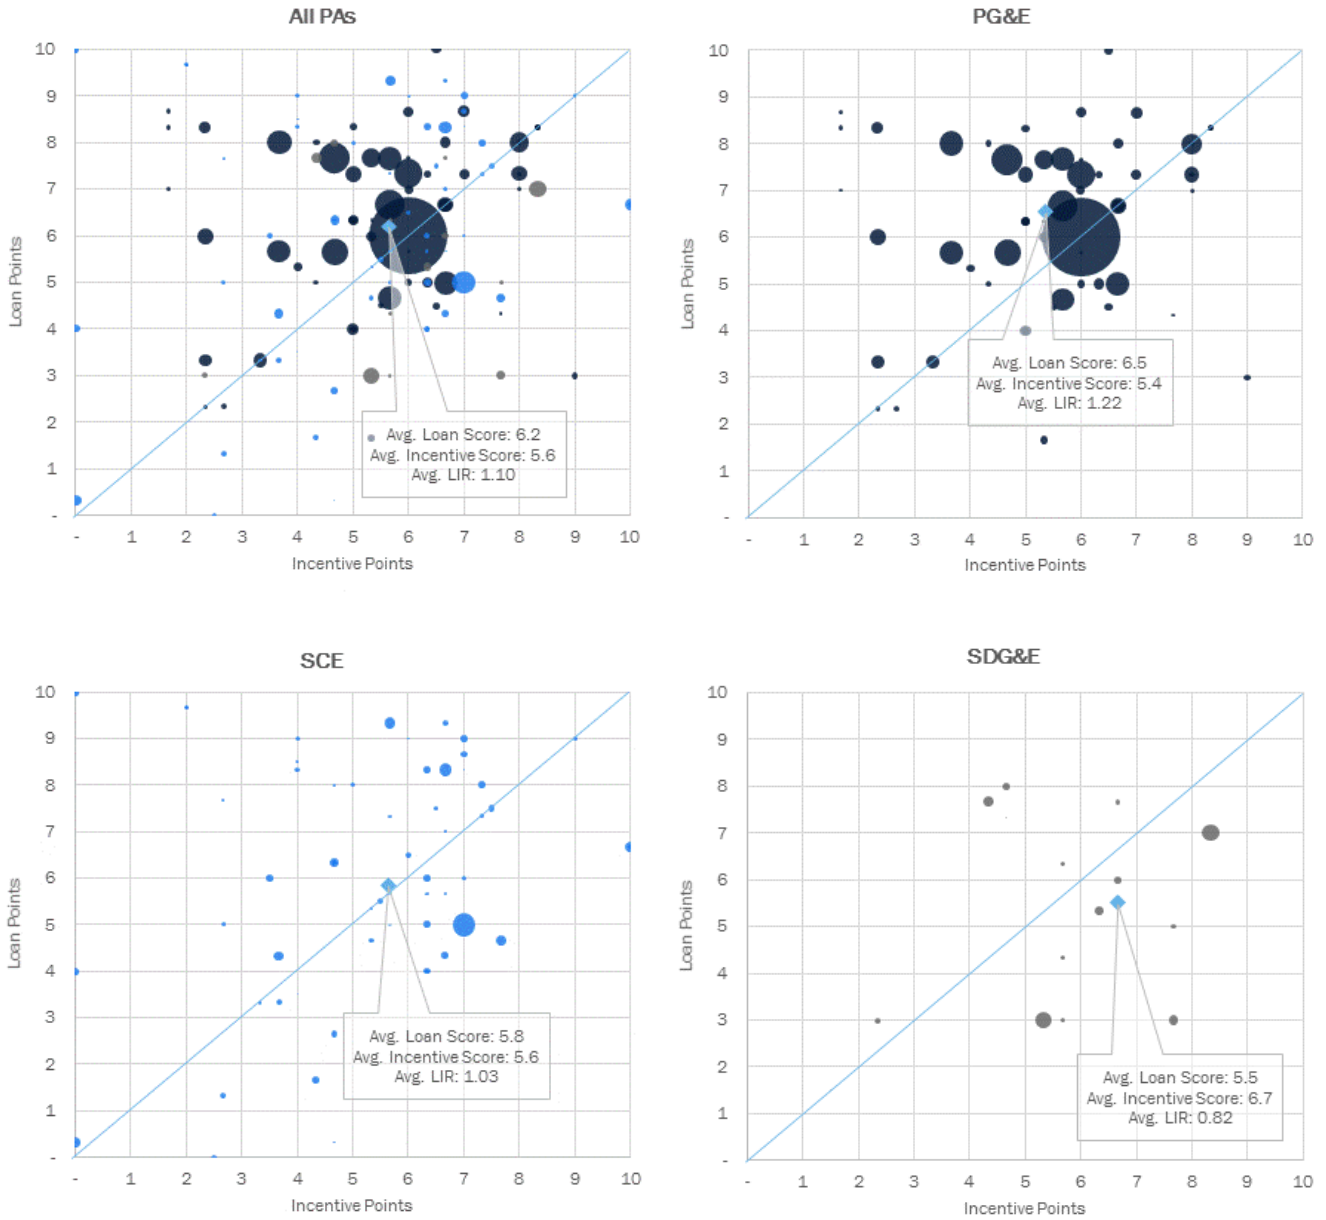 All PAs
10
9
8
7
6
5
4
3
2
1
-
Loan Points
Avg. Loan Score: 6.2
Avg. Incentive Score: 5.6
Avg. LIR: 1.10
- 1 2 3 4 5 6 7 8 9 10
Incentive Points
PG&E
10
9
8
7
6
5
4
3
2
1
-
Loan Points
Avg. Loan Score: 6.5
Avg. Incentive Score: 5.4
Avg. LIR: 1.22
- 1 2 3 4 5 6 7 8 9 10
Incentive Points
SCE
10
9
8
7
6
5
4
3
2
1
-
Loan Points
Avg. Loan Score: 5.8
Avg. Incentive Score: 5.6
Avg. LIR: 1.03
- 1 2 3 4 5 6 7 8 9 10
Incentive Points
SDG&E
10
9
8
7
6
5
4
3
2
1
-
Loan Points
Avg. Loan Score: 5.5
Avg. Incentive Score: 6.7
Avg. LIR: 0.82
- 1 2 3 4 5 6 7 8 9 10
Incentive Points